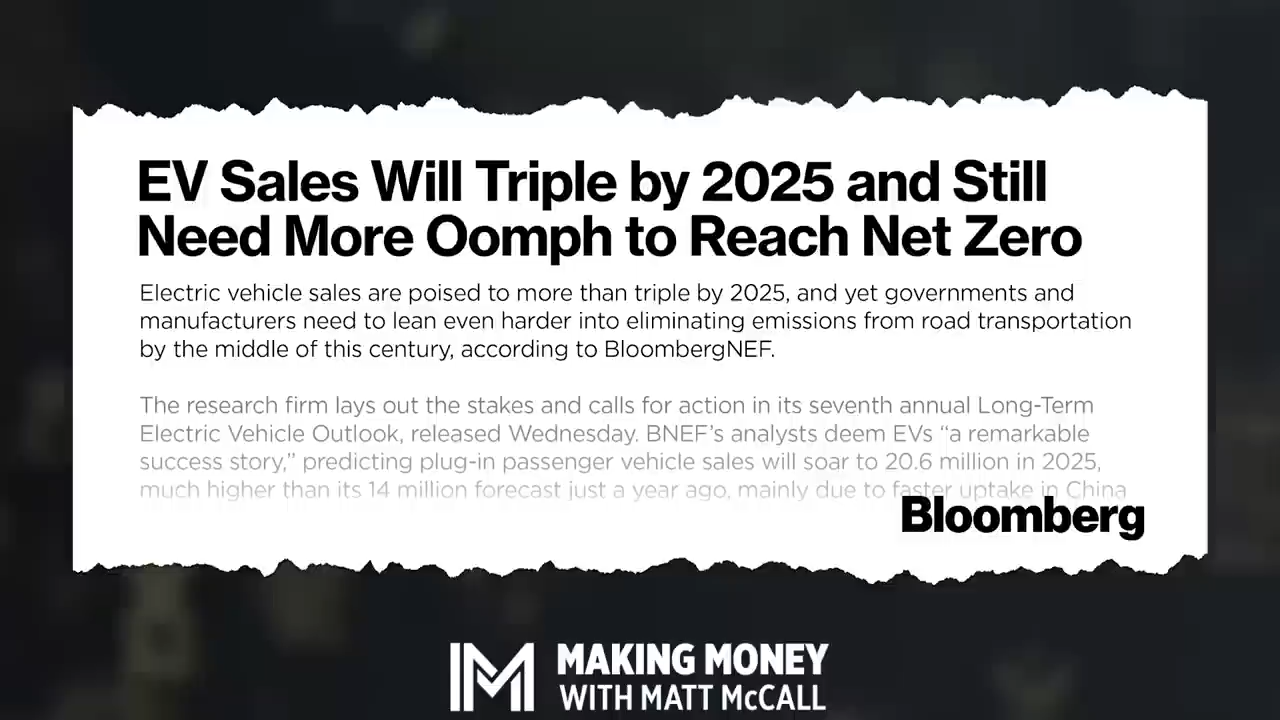 EV Sales Will Triple by 2025 and Still
Need More Oomph to Reach Net Zero
Electric vehicle sales are poised to more than triple by 2025, and yet governments and
manufacturers need to lean even harder into eliminating emissions from road transportation
by the middle of this century, according to BloombergNEF.
The research firm lays out the stakes and calls for action in its seventh annual Long-Term
Electric Vehicle Outlook, released Wednesday. BNEF’s analysts deem EVs “a remarkable
success story,” predicting plug-in passenger vehicle sales will soar to 20.6 million in 2025,
much higher than its 14 million forecast just a year ago, mainly due to faster uptake in China
Bloomberg
MAKING MONEY
WITH MATT McCALL